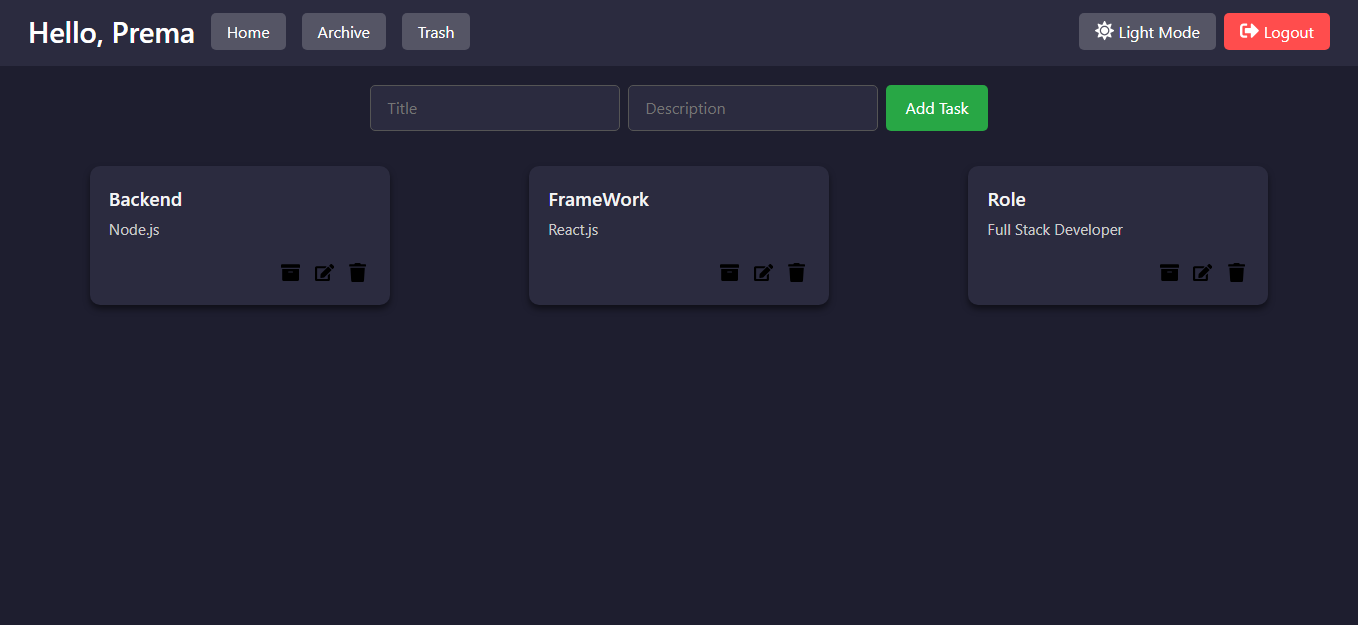 Hello, Prema Home Archive Trash Light Mode Logout
Title Description Add Task
Backend
Node.js
FrameWork
React.js
Role
Full Stack Developer